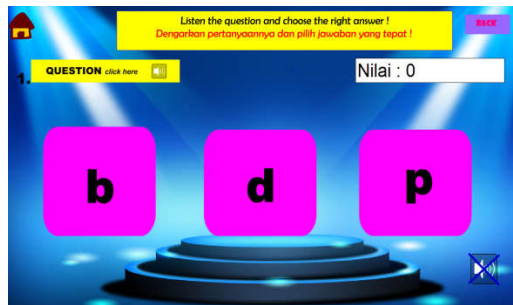 Listen the question and choose the right answer !
Dengarkan pertanyaannya dan pilih jawaban yang tepat !
BACK
1. QUESTION click here
Nilai : 0
b d p